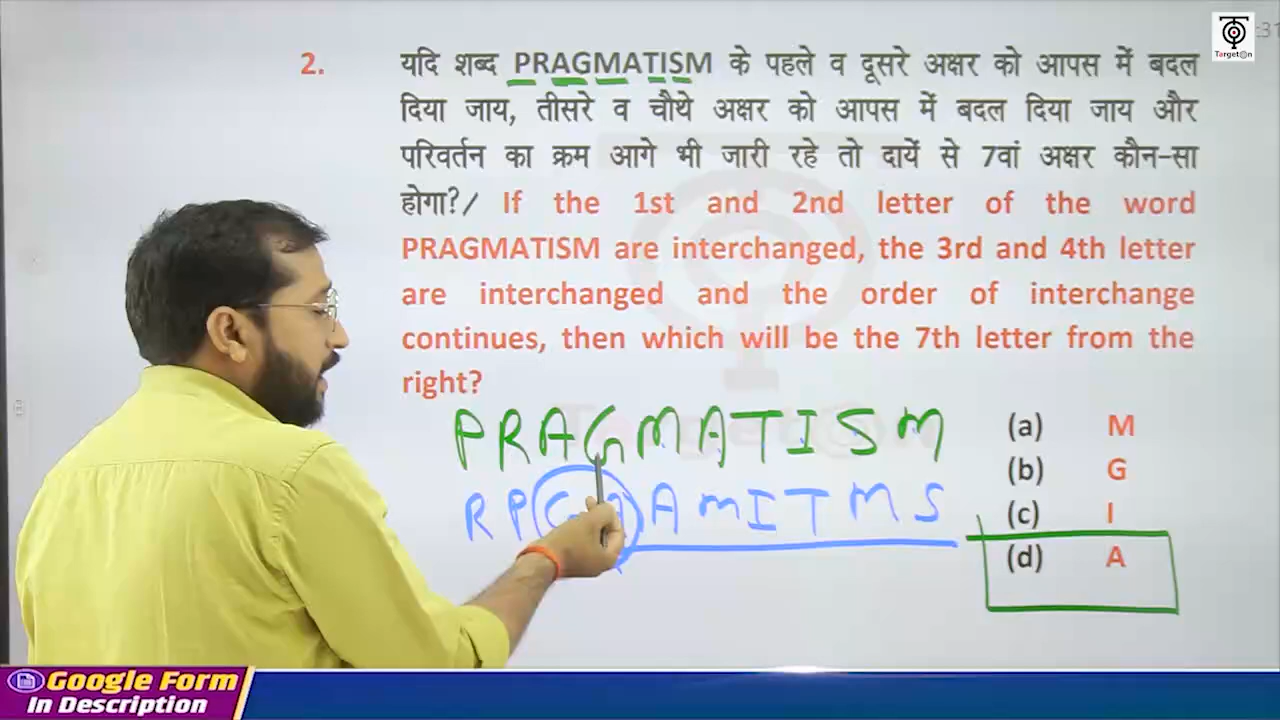 Target@n
2. यदि शब्द PRAGMATISM के पहले व दूसरे अक्षर को आपस में बदल
दिया जाय, तीसरे व चौथे अक्षर को आपस में बदल दिया जाय और
परिवर्तन का क्रम आगे भी जारी रहे तो दायें से 7वां अक्षर कौन-सा
होगा?/ If the 1st and 2nd letter of the word
PRAGMATISM are interchanged, the 3rd and 4th letter
are interchanged and the order of interchange
continues, then which will be the 7th letter from the
right?
PRAGMATISM
RP AMITMS
(a) M
(b) G
(c) I
(d) A
Google Form
In Description